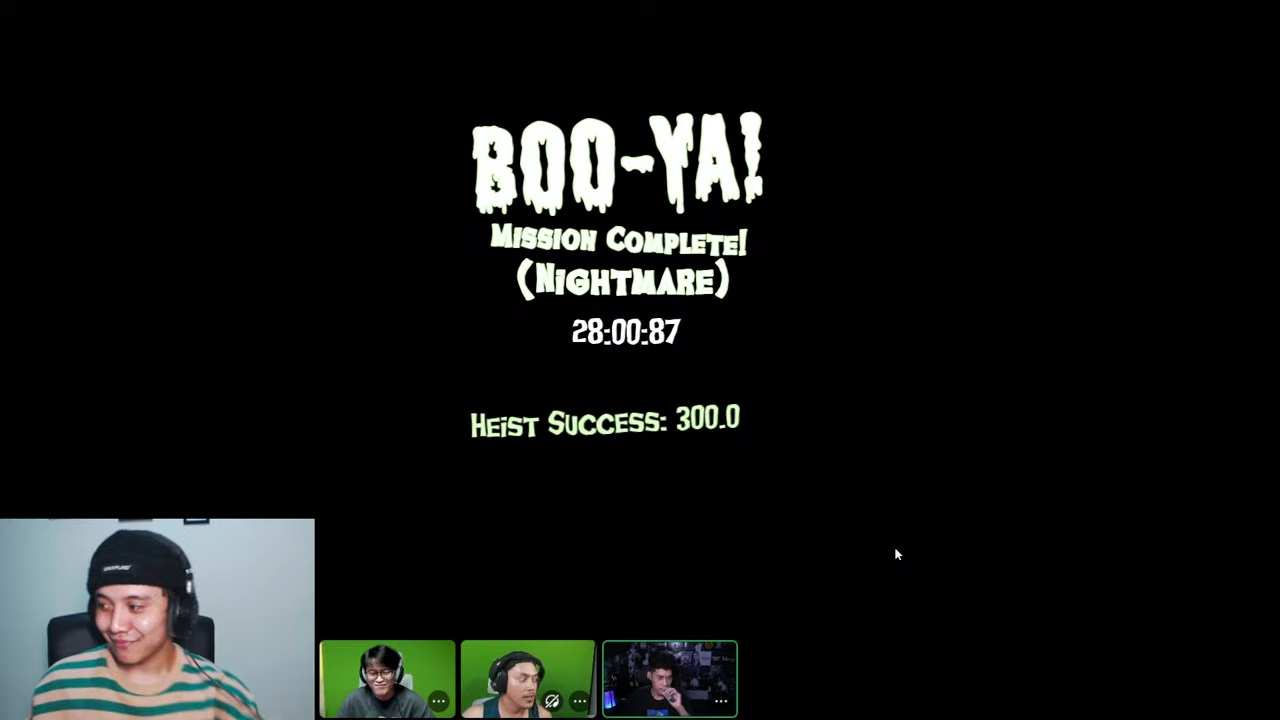 BOO-YA!
MISSION COMPLETE!
(NIGHTMARE)
28:00:87
HEIST SUCCESS: 300.0